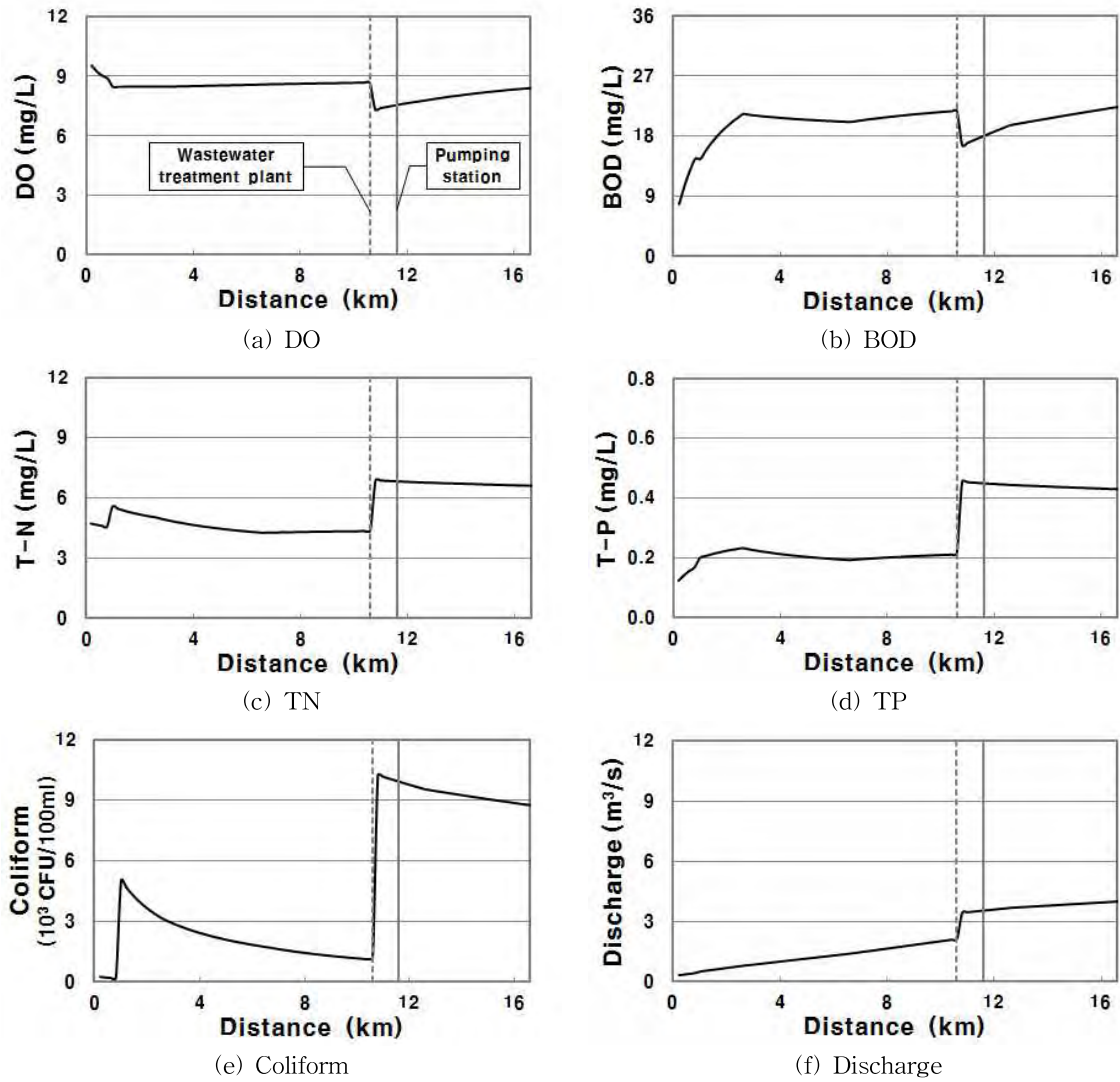 12
9
6
3
0
DO (mg/L)
Wastewater
treatment plant
Pumping
station
0 4 8 12 16
Distance (km)
(a) DO
36
27
18
9
0
BOD (mg/L)
0 4 8 12 16
Distance (km)
(b) BOD
12
9
6
3
0
T-N (mg/L)
0 4 8 12 16
Distance (km)
(c) TN
0.8
0.6
0.4
0.2
0.0
T-P (mg/L)
0 4 8 12 16
Distance (km)
(d) TP
12
9
6
3
0
Coliform
(10³ CFU/100ml)
0 4 8 12 16
Distance (km)
(e) Coliform
12
9
6
3
0
Discharge (m³/s)
0 4 8 12 16
Distance (km)
(f) Discharge